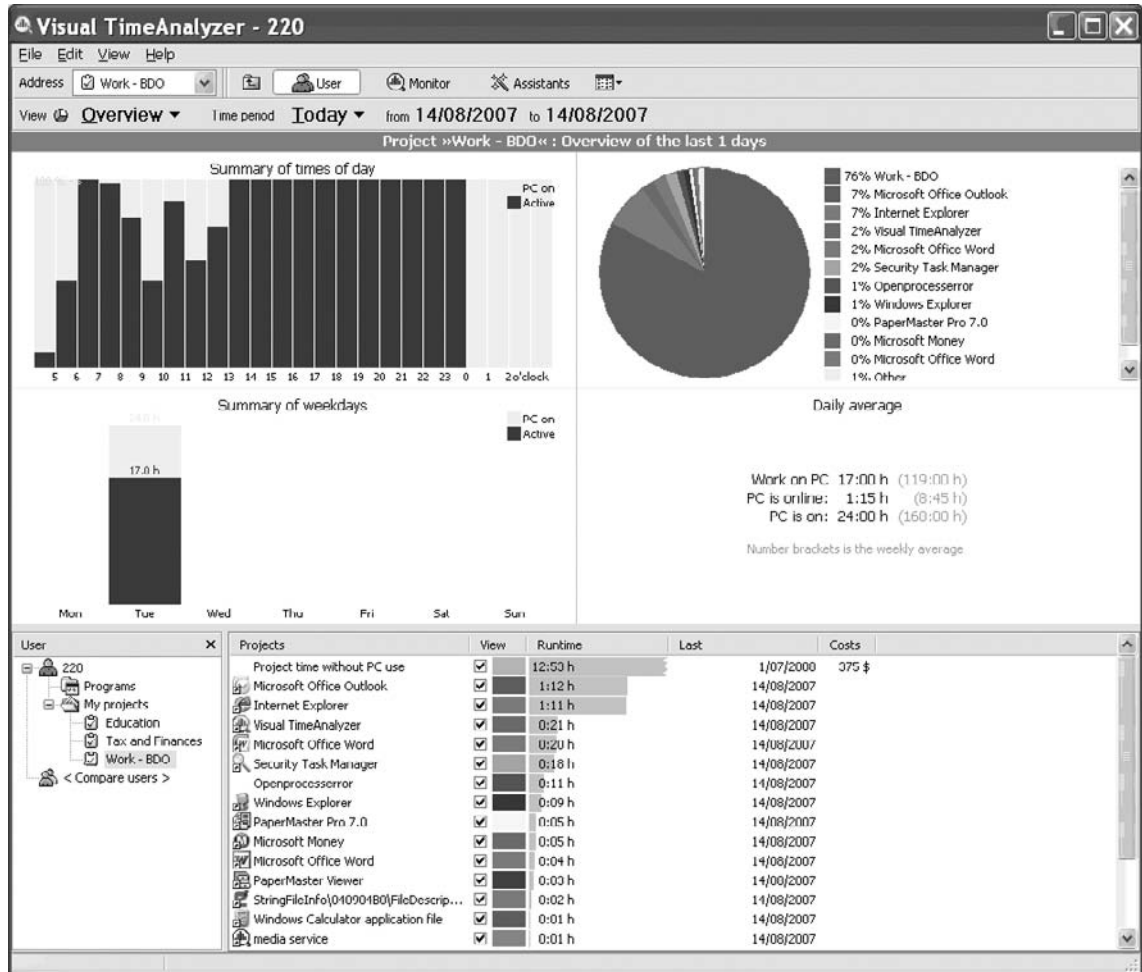 Visual TimeAnalyzer - 220
File Edit View Help
Address Work - BDO User Monitor Assistants
View Overview Time period Today from 14/08/2007 to 14/08/2007
Project »Work - BDO« : Overview of the last 1 days
Summary of times of day
100 %
PC on
Active
5 6 7 8 9 10 11 12 13 14 15 16 17 18 19 20 21 22 23 0 1 2 o'clock
76% Work - BDO
7% Microsoft Office Outlook
7% Internet Explorer
2% Visual TimeAnalyzer
2% Microsoft Office Word
2% Security Task Manager
1% Openprocesserror
1% Windows Explorer
0% PaperMaster Pro 7.0
0% Microsoft Money
0% Microsoft Office Word
1% Other
Summary of weekdays
24.0 h
PC on
Active
17.0 h
Mon Tue Wed Thu Fri Sat Sun
Daily average
Work on PC 17:00 h (119:00 h)
PC is online: 1:15 h (8:45 h)
PC is on: 24:00 h (160:00 h)
Number brackets is the weekly average
User
220
Programs
My projects
Education
Tax and Finances
Work - BDO
< Compare users >
Projects View Runtime Last Costs
Project time without PC use 12:53 h 1/07/2000 375 $
Microsoft Office Outlook 1:12 h 14/08/2007
Internet Explorer 1:11 h 14/08/2007
Visual TimeAnalyzer 0:21 h 14/08/2007
Microsoft Office Word 0:20 h 14/08/2007
Security Task Manager 0:18 h 14/08/2007
Openprocesserror 0:11 h 14/08/2007
Windows Explorer 0:09 h 14/08/2007
PaperMaster Pro 7.0 0:05 h 14/08/2007
Microsoft Money 0:05 h 14/08/2007
Microsoft Office Word 0:04 h 14/08/2007
PaperMaster Viewer 0:03 h 14/08/2007
StringFileInfo\040904B0\FileDescrip... 0:02 h 14/08/2007
Windows Calculator application file 0:01 h 14/08/2007
media service 0:01 h 14/08/2007